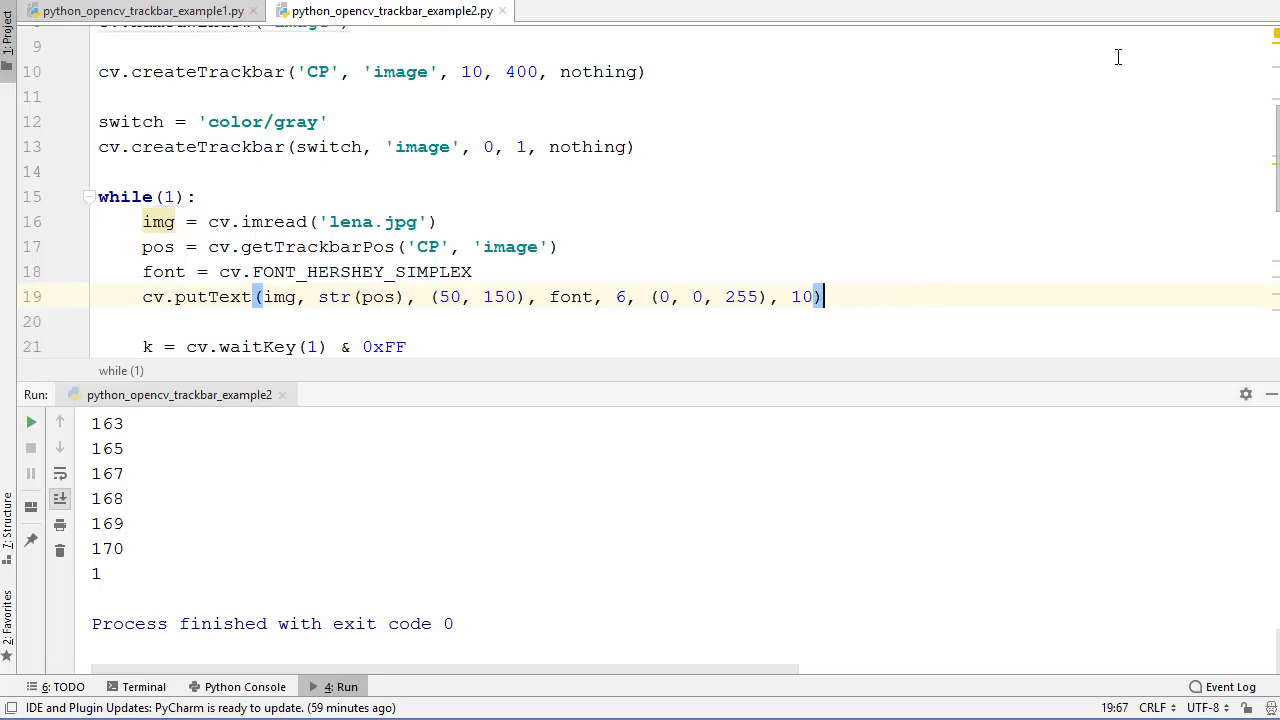 python_opencv_trackbar_example1.py
python_opencv_trackbar_example2.py
1: Project
9
10 cv.createTrackbar('CP', 'image', 10, 400, nothing)
11
12 switch = 'color/gray'
13 cv.createTrackbar(switch, 'image', 0, 1, nothing)
14
15 while(1):
16 img = cv.imread('lena.jpg')
17 pos = cv.getTrackbarPos('CP', 'image')
18 font = cv.FONT_HERSHEY_SIMPLEX
19 cv.putText(img, str(pos), (50, 150), font, 6, (0, 0, 255), 10)
20
21 k = cv.waitKey(1) & 0xFF
while (1)
Run: python_opencv_trackbar_example2
163
165
167
168
169
170
1
Process finished with exit code 0
7: Structure
2: Favorites
6: TODO Terminal Python Console 4: Run Event Log
IDE and Plugin Updates: PyCharm is ready to update. (59 minutes ago) 19:67 CRLF UTF-8